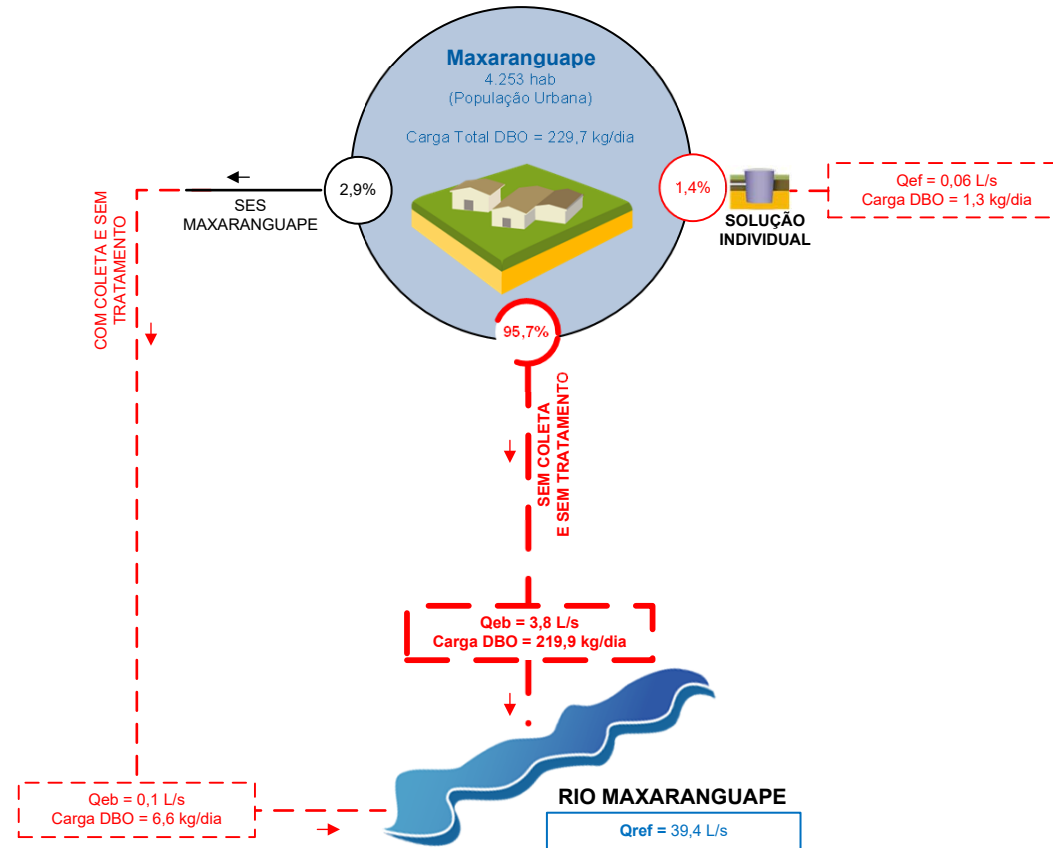 Maxaranguape
4.253 hab
(População Urbana)
Carga Total DBO = 229,7 kg/dia
2,9%
SES
MAXARANGUAPE
1,4%
SOLUÇÃO
INDIVIDUAL
Qef = 0,06 L/s
Carga DBO = 1,3 kg/dia
COM COLETA E SEM
TRATAMENTO
95,7%
SEM COLETA
E SEM TRATAMENTO
Qeb = 3,8 L/s
Carga DBO = 219,9 kg/dia
Qeb = 0,1 L/s
Carga DBO = 6,6 kg/dia
RIO MAXARANGUAPE
Qref = 39,4 L/s